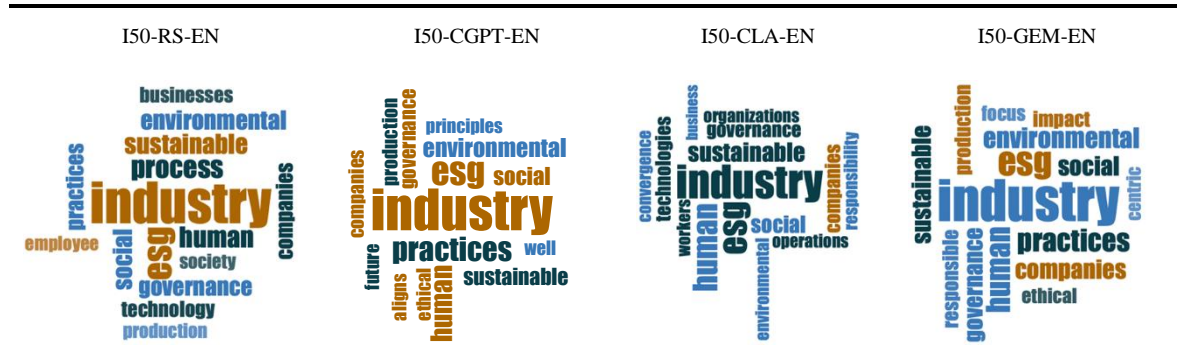 I50-RS-EN
I50-CGPT-EN
I50-CLA-EN
I50-GEM-EN
businesses
environmental
sustainable
process
practices
industry
companies
employee
social
esg
human
society
governance
technology
production
production
governance
principles
environmental
companies
esg
social
industry
practices
well
future
sustainable
aligns
ethical
human
business
organizations
governance
convergence
technologies
sustainable
companies
responsibility
industry
workers
human
esg
social
operations
environmental
production
focus
impact
environmental
sustainable
esg
social
industry
centric
responsible
governance
human
practices
companies
ethical